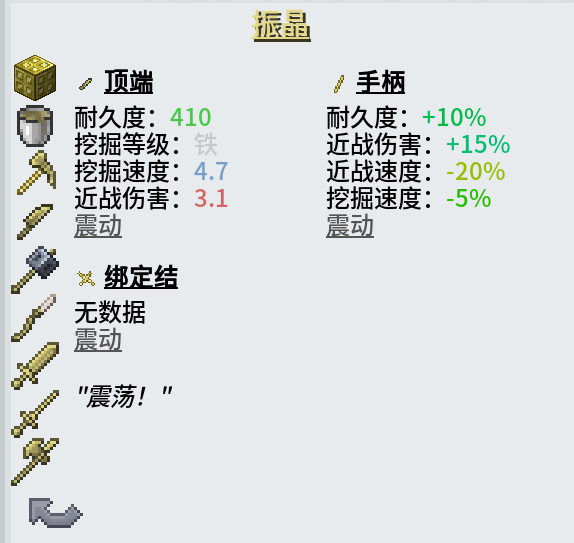 振晶
顶端
耐久度：410
挖掘等级：铁
挖掘速度：4.7
近战伤害：3.1
震动
手柄
耐久度：+10%
近战伤害：+15%
近战速度：-20%
挖掘速度：-5%
震动
绑定结
无数据
震动
"震荡！"